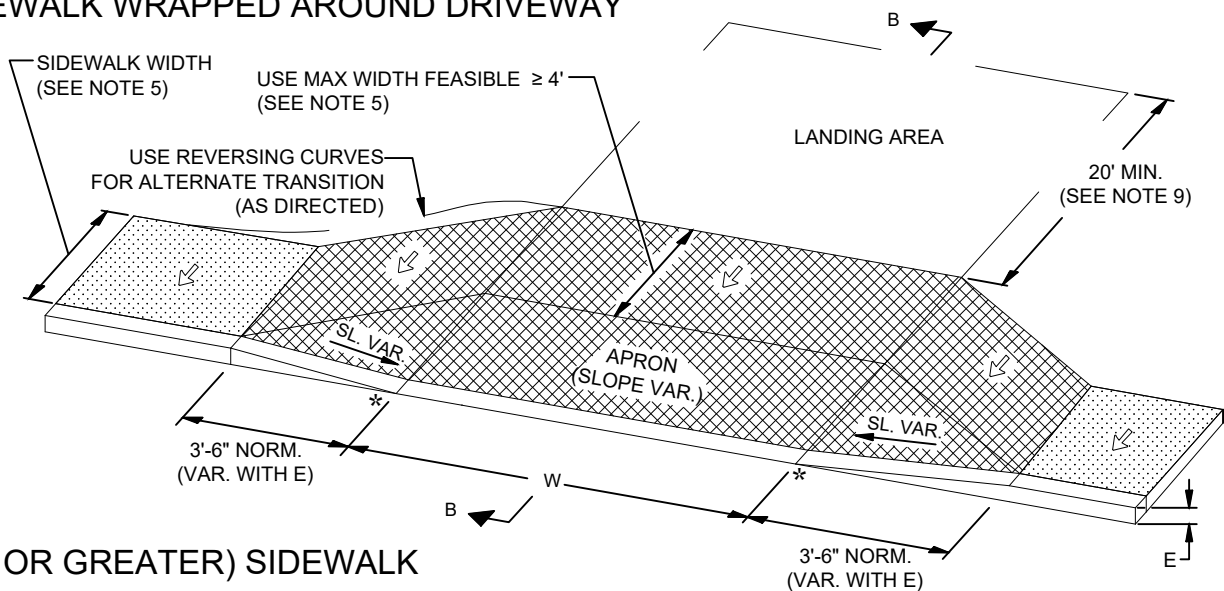 EWALK WRAPPED AROUND DRIVEWAY
B
SIDEWALK WIDTH
(SEE NOTE 5)
USE MAX WIDTH FEASIBLE ≥ 4'
(SEE NOTE 5)
LANDING AREA
USE REVERSING CURVES
FOR ALTERNATE TRANSITION
(AS DIRECTED)
20' MIN.
(SEE NOTE 9)
SL. VAR.
APRON
(SLOPE VAR.)
SL. VAR.
*
3'-6" NORM.
(VAR. WITH E)
W
*
B
3'-6" NORM.
(VAR. WITH E)
E
OR GREATER) SIDEWALK